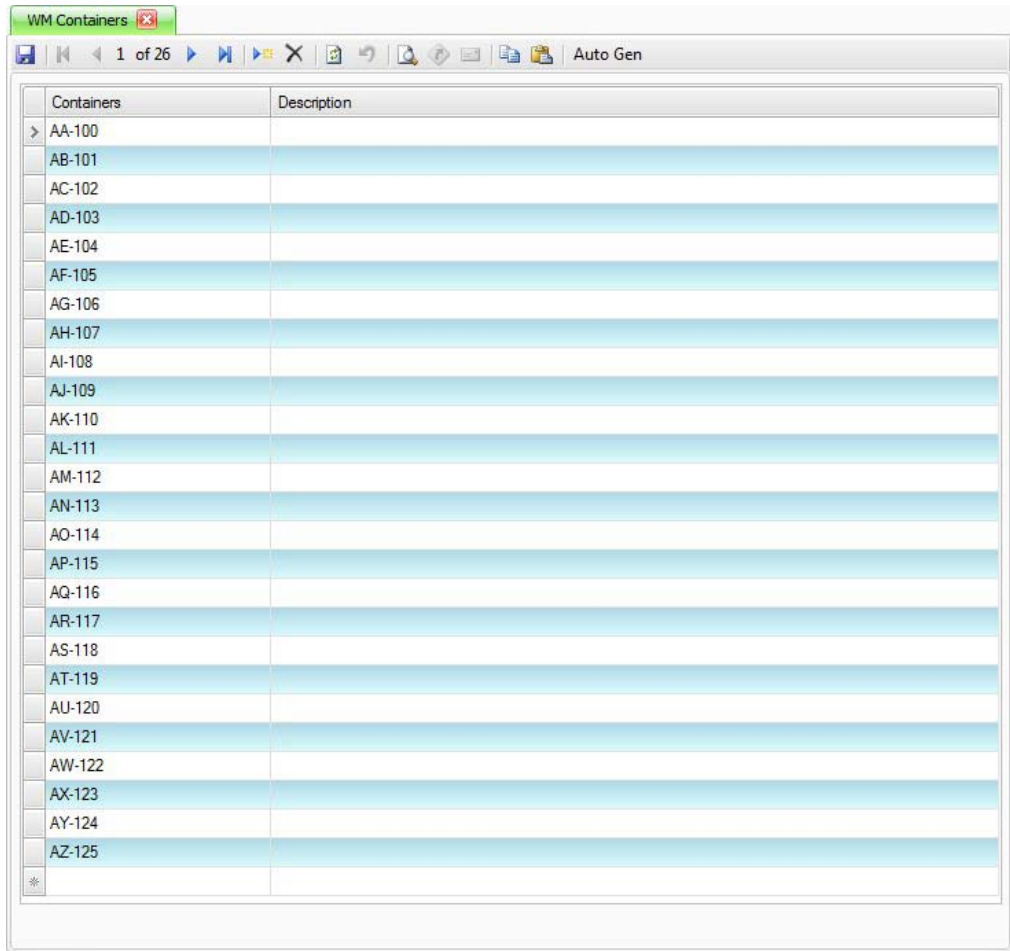 WM Containers
1 of 26 Auto Gen
Containers Description
AA-100
AB-101
AC-102
AD-103
AE-104
AF-105
AG-106
AH-107
AI-108
AJ-109
AK-110
AL-111
AM-112
AN-113
AO-114
AP-115
AQ-116
AR-117
AS-118
AT-119
AU-120
AV-121
AW-122
AX-123
AY-124
AZ-125